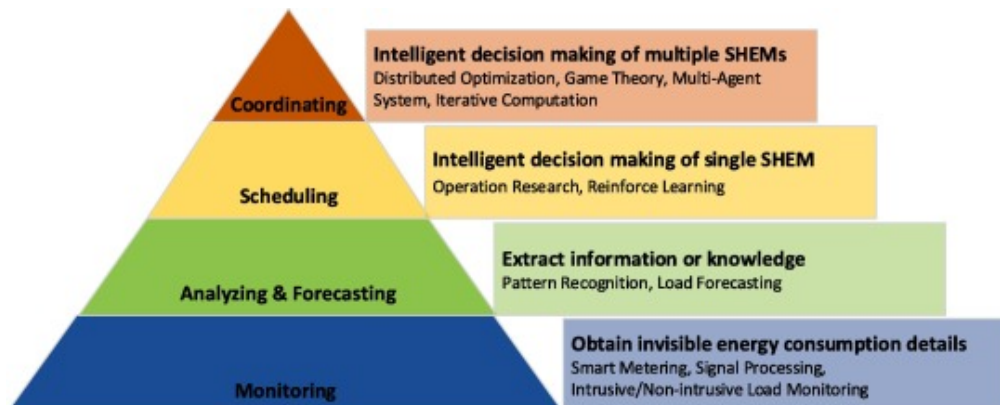 Coordinating
Intelligent decision making of multiple SHEMs
Distributed Optimization, Game Theory, Multi-Agent
System, Iterative Computation
Scheduling
Intelligent decision making of single SHEM
Operation Research, Reinforce Learning
Analyzing & Forecasting
Extract information or knowledge
Pattern Recognition, Load Forecasting
Monitoring
Obtain invisible energy consumption details
Smart Metering, Signal Processing,
Intrusive/Non-intrusive Load Monitoring